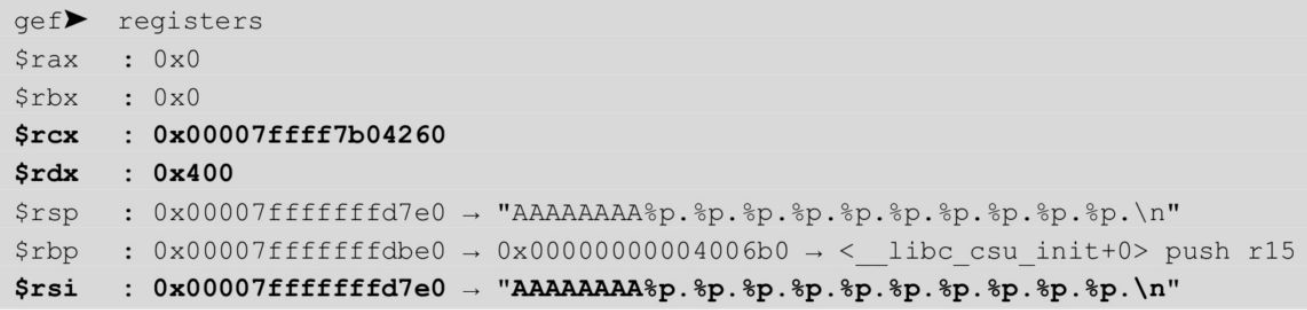 gef➤  registers
$rax   : 0x0
$rbx   : 0x0
$rcx   : 0x00007ffff7b04260
$rdx   : 0x400
$rsp   : 0x00007fffffffd7e0 → "AAAAAAAA%p.%p.%p.%p.%p.%p.%p.%p.%p.%p.\n"
$rbp   : 0x00007fffffffdbe0 → 0x00000000004006b0 → <__libc_csu_init+0> push r15
$rsi   : 0x00007fffffffd7e0 → "AAAAAAAA%p.%p.%p.%p.%p.%p.%p.%p.%p.%p.\n"